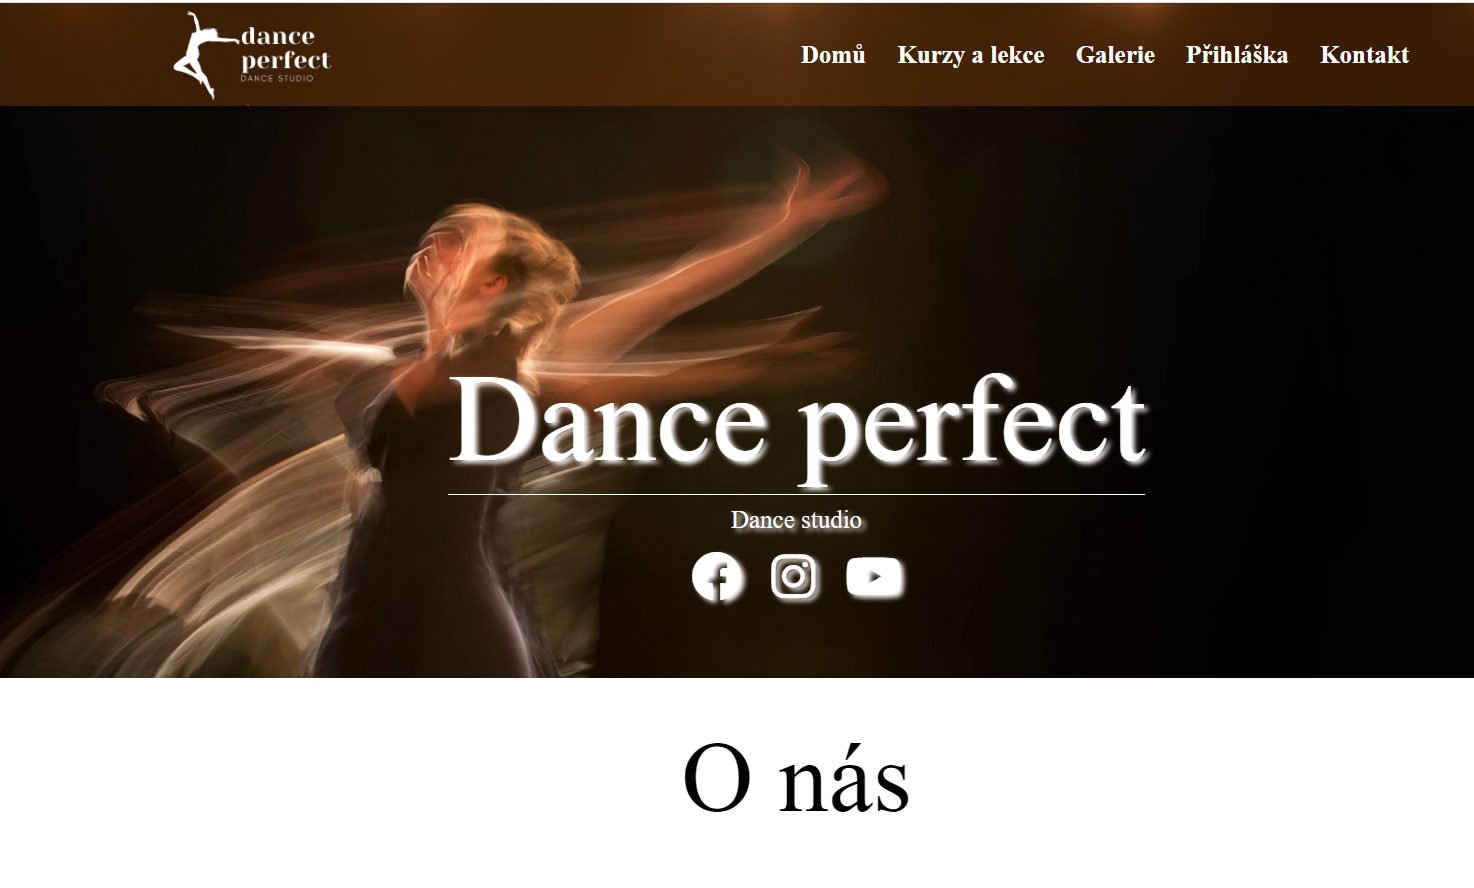 dance
perfect
DANCE STUDIO
Domů Kurzy a lekce Galerie Přihláška Kontakt
Dance perfect
Dance studio
O nás